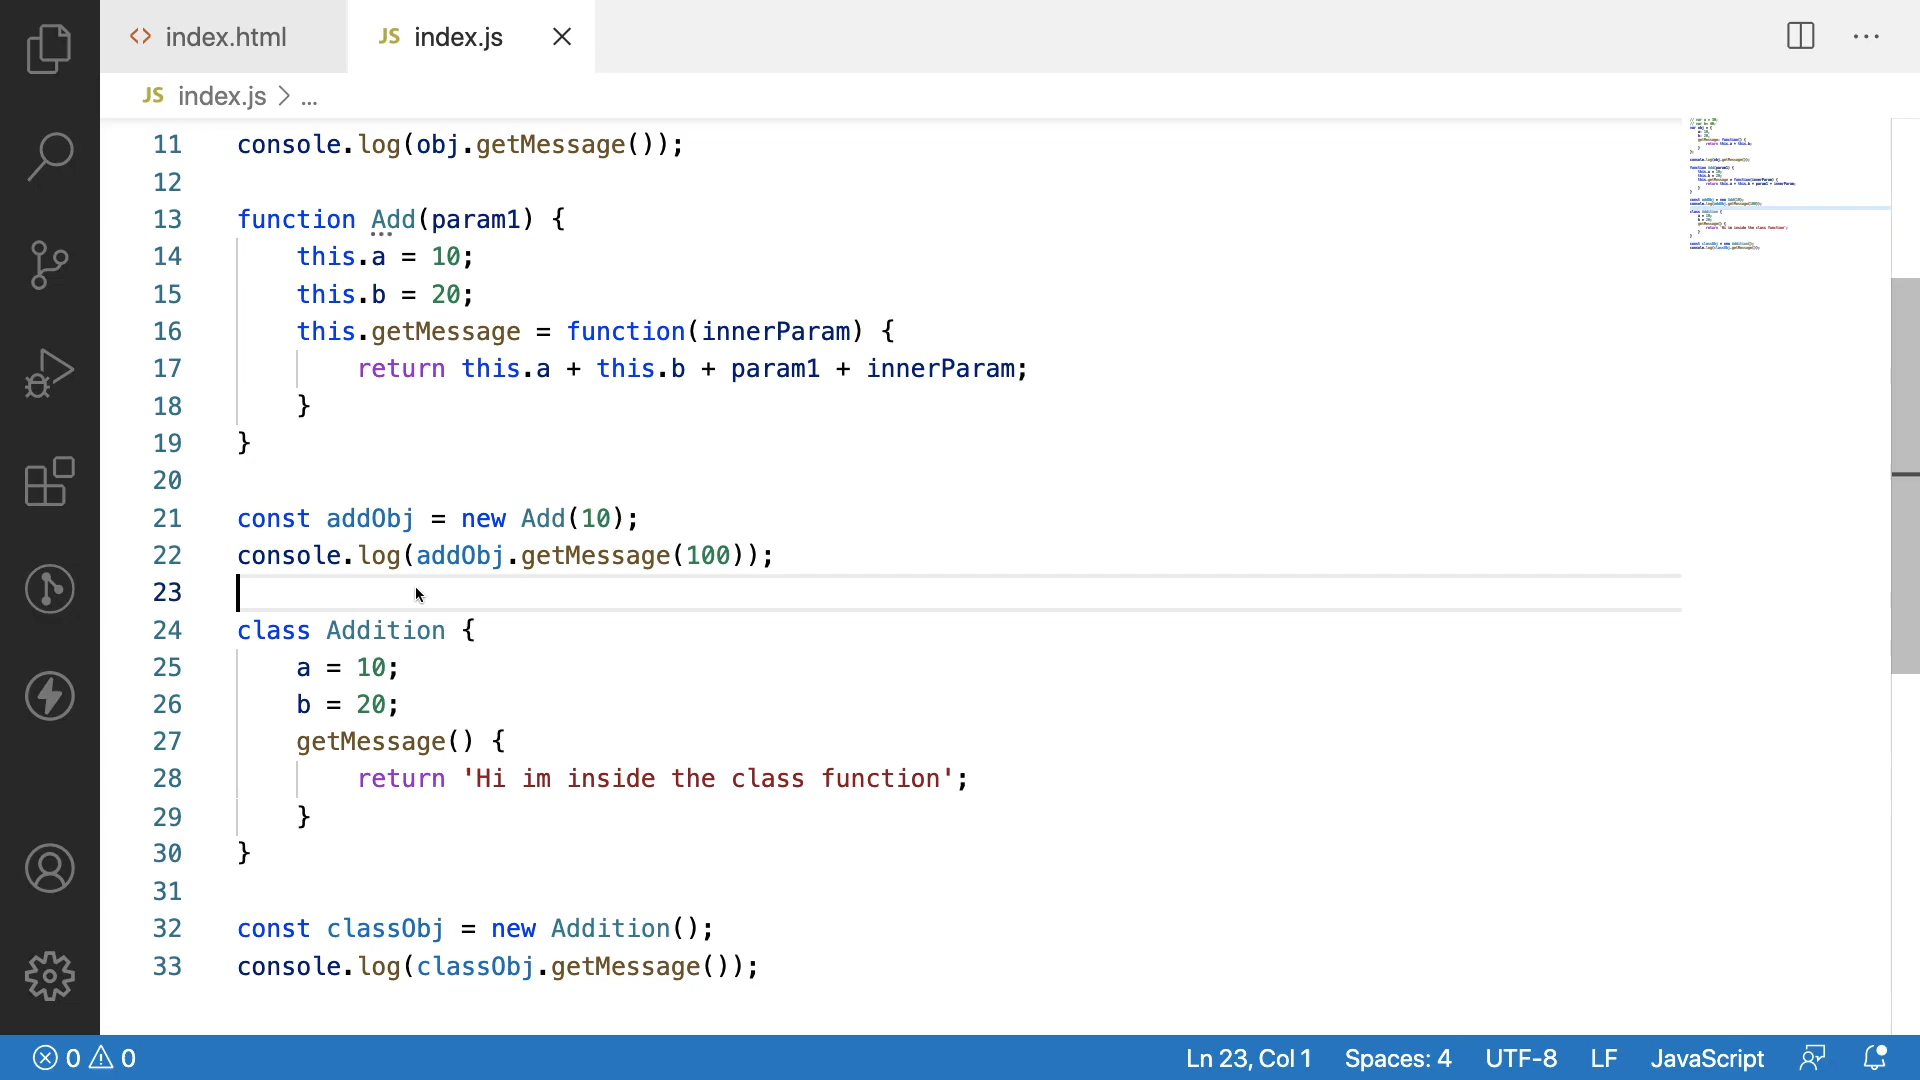 <> index.html JS index.js
JS index.js > ...
11 console.log(obj.getMessage());
12
13 function Add(param1) {
14     this.a = 10;
15     this.b = 20;
16     this.getMessage = function(innerParam) {
17         return this.a + this.b + param1 + innerParam;
18     }
19 }
20
21 const addObj = new Add(10);
22 console.log(addObj.getMessage(100));
23
24 class Addition {
25     a = 10;
26     b = 20;
27     getMessage() {
28         return 'Hi im inside the class function';
29     }
30 }
31
32 const classObj = new Addition();
33 console.log(classObj.getMessage());
0 0 Ln 23, Col 1 Spaces: 4 UTF-8 LF JavaScript